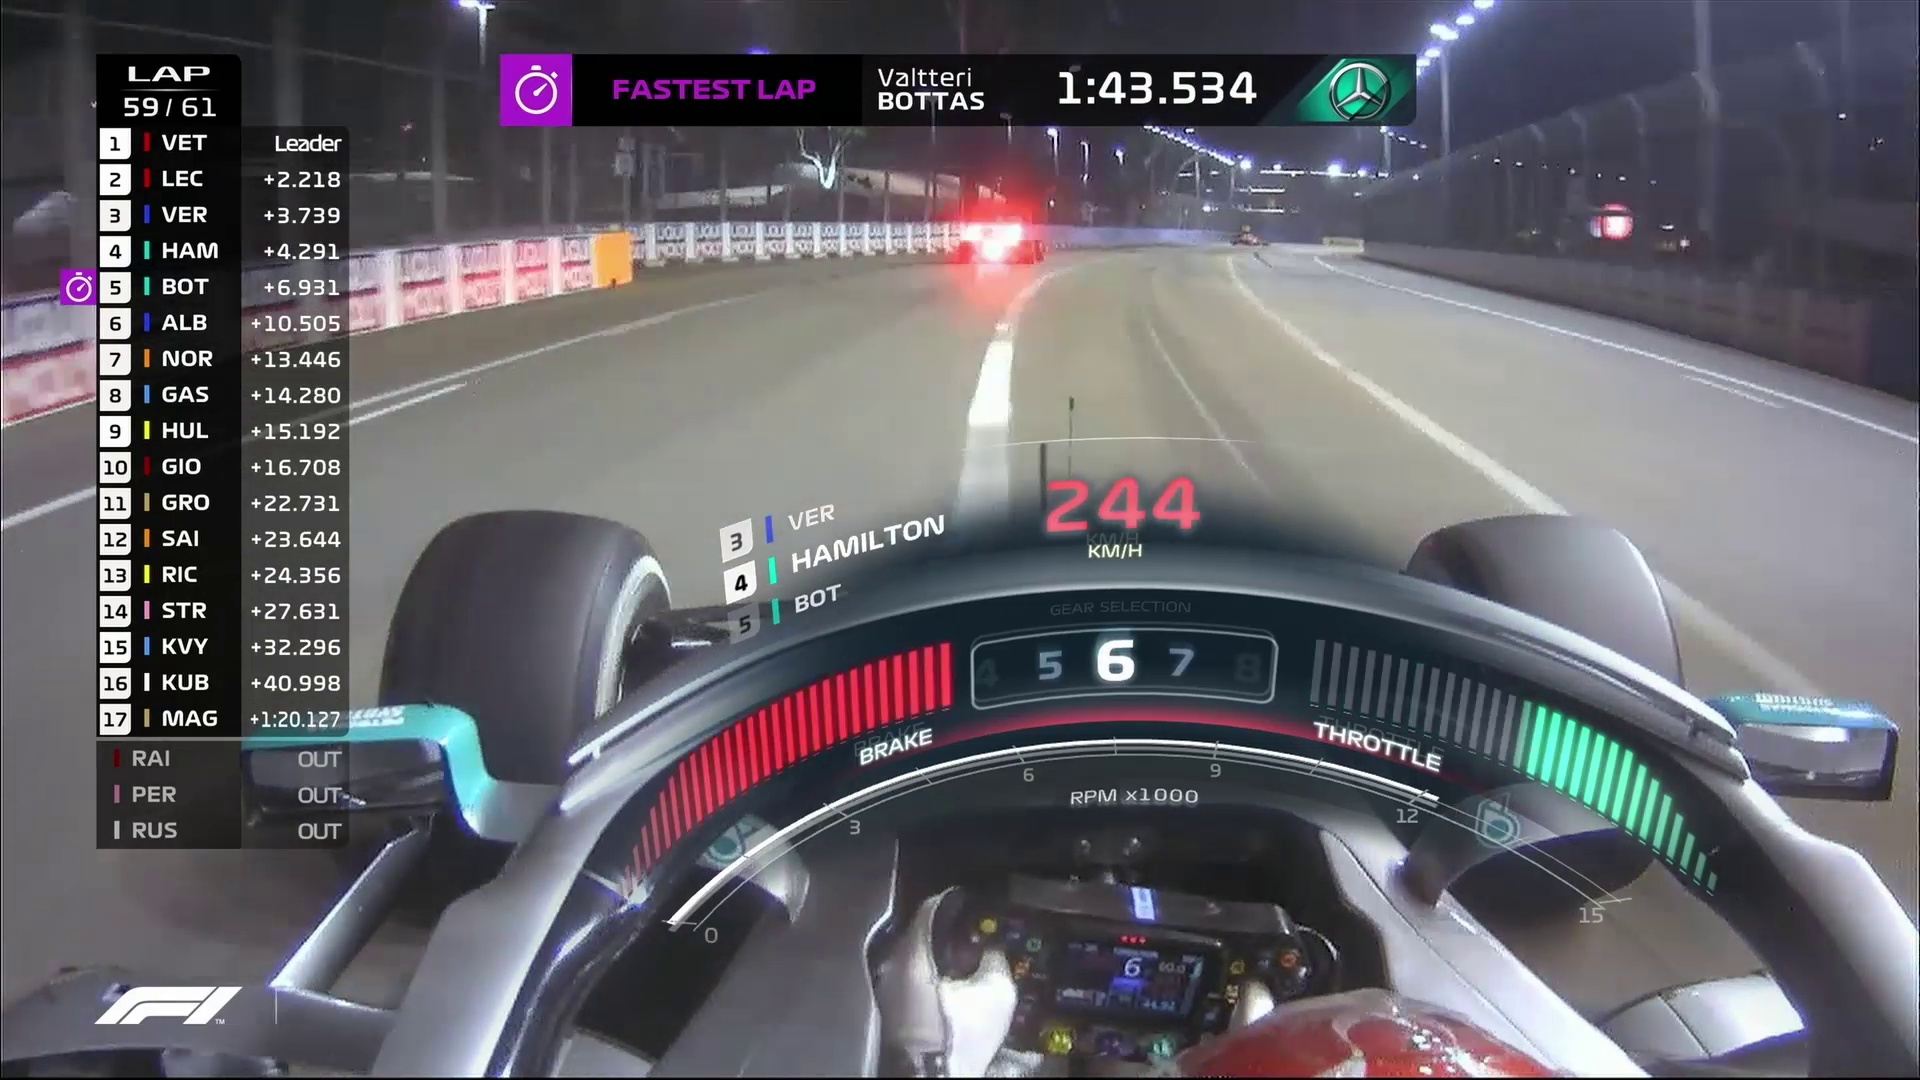 LAP
59 / 61
FASTEST LAP
Valtteri
BOTTAS
1:43.534
1 VET Leader
2 LEC +2.218
3 VER +3.739
4 HAM +4.291
5 BOT +6.931
6 ALB +10.505
7 NOR +13.446
8 GAS +14.280
9 HUL +15.192
10 GIO +16.708
11 GRO +22.731
12 SAI +23.644
13 RIC +24.356
14 STR +27.631
15 KVY +32.296
16 KUB +40.998
17 MAG +1:20.127
RAI OUT
PER OUT
RUS OUT
3 VER
4 HAMILTON
5 BOT
244
KM/H
GEAR SELECTION
4 5 6 7 8
BRAKE
THROTTLE
0 3 6 9 12 15
RPM x1000
6
F1